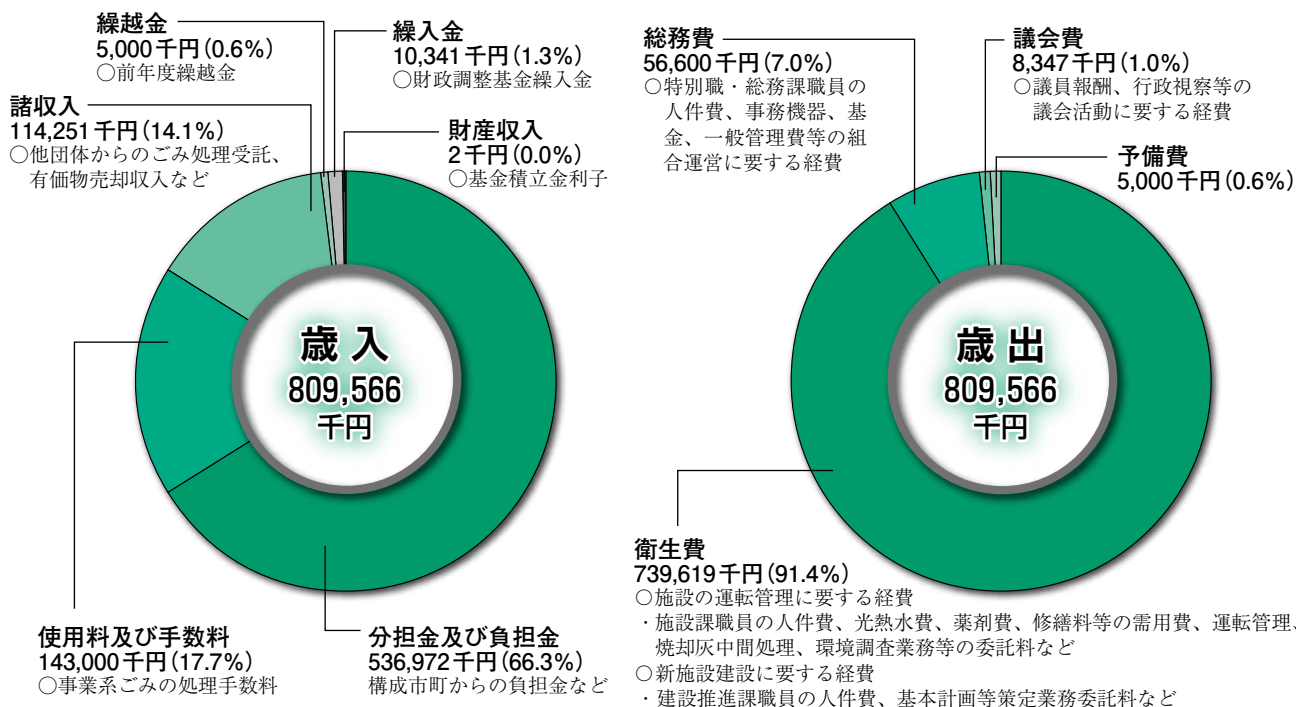 繰越金
5,000千円(0.6%)
○前年度繰越金
繰入金
10,341千円(1.3%)
○財政調整基金繰入金
諸収入
114,251千円(14.1%)
○他団体からのごみ処理受託、
有価物売却収入など
財産収入
2千円(0.0%)
○基金積立金利子
歳入
809,566
千円
使用料及び手数料
143,000千円(17.7%)
○事業系ごみの処理手数料
分担金及び負担金
536,972千円(66.3%)
構成市町からの負担金など
総務費
56,600千円(7.0%)
○特別職・総務課職員の
人件費、事務機器、基
金、一般管理費等の組
合運営に要する経費
議会費
8,347千円(1.0%)
○議員報酬、行政視察等の
議会活動に要する経費
予備費
5,000千円(0.6%)
歳出
809,566
千円
衛生費
739,619千円(91.4%)
○施設の運転管理に要する経費
・施設課職員の人件費、光熱水費、薬剤費、修繕料等の需用費、運転管理、
焼却灰中間処理、環境調査業務等の委託料など
○新施設建設に要する経費
・建設推進課職員の人件費、基本計画等策定業務委託料など